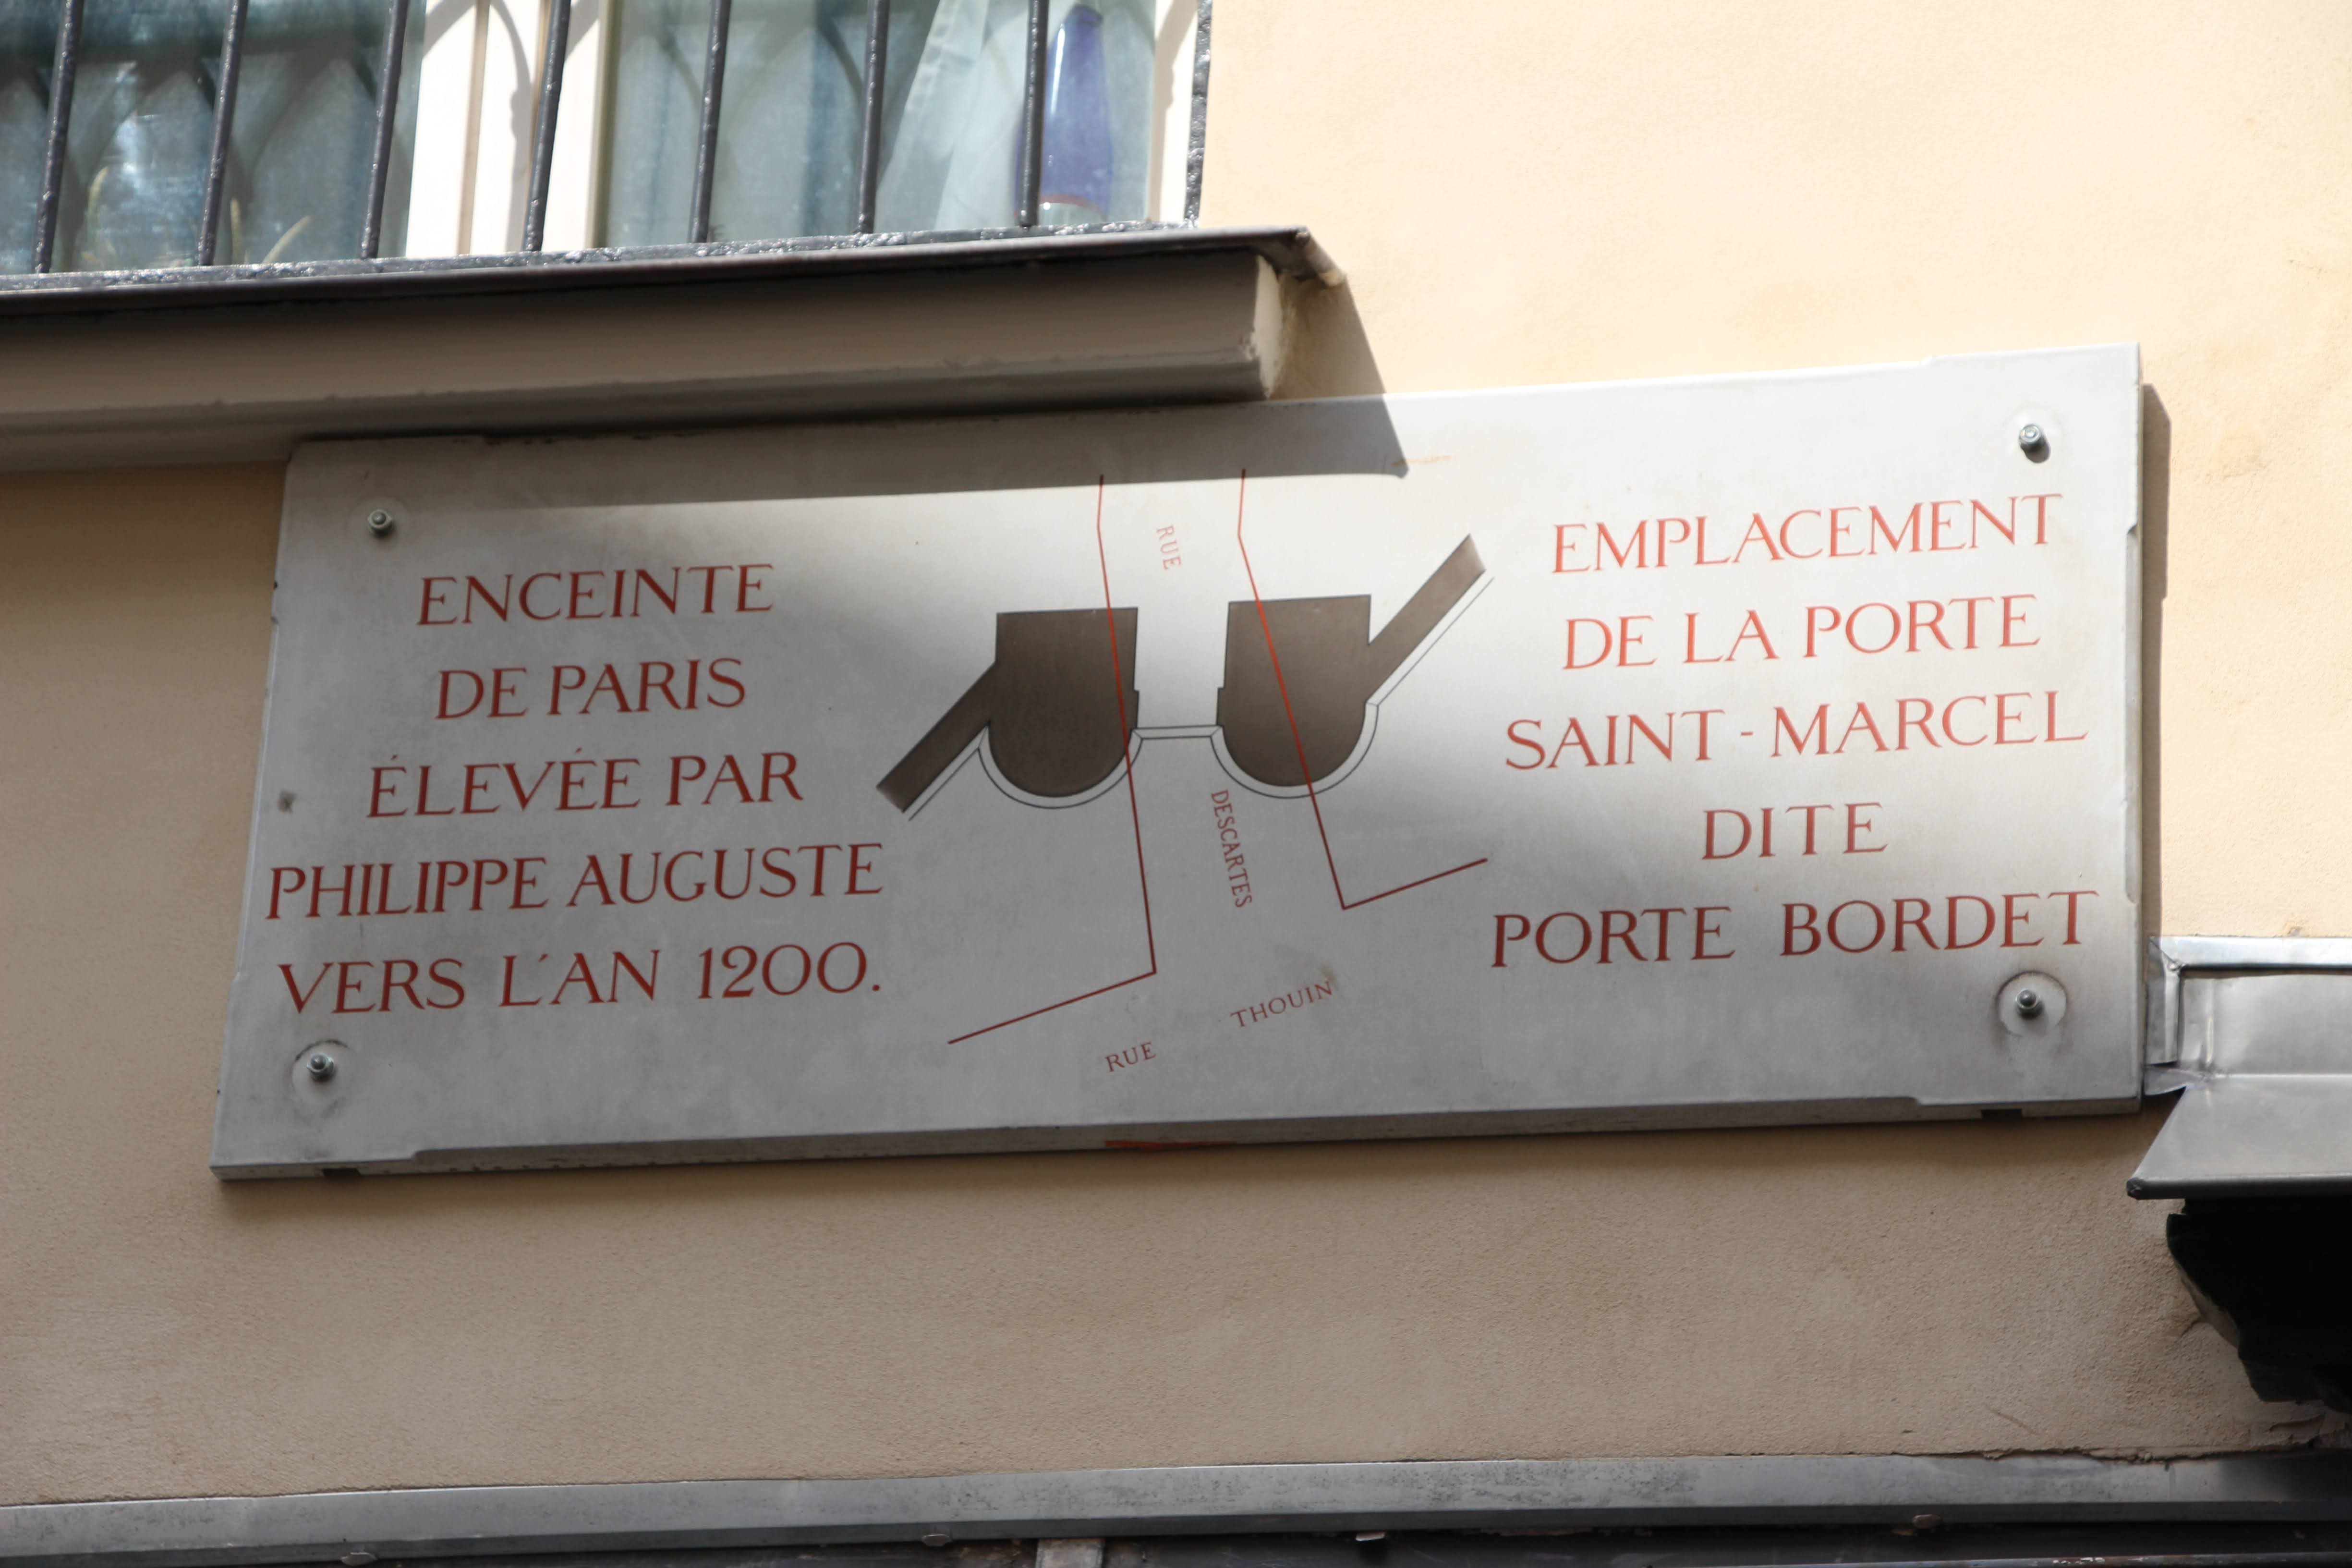 ENCEINTE
DE PARIS
ÉLEVÉE PAR
PHILIPPE AUGUSTE
VERS L'AN 1200.
RUE
DESCARTES
RUE THOUIN
EMPLACEMENT
DE LA PORTE
SAINT-MARCEL
DITE
PORTE BORDET